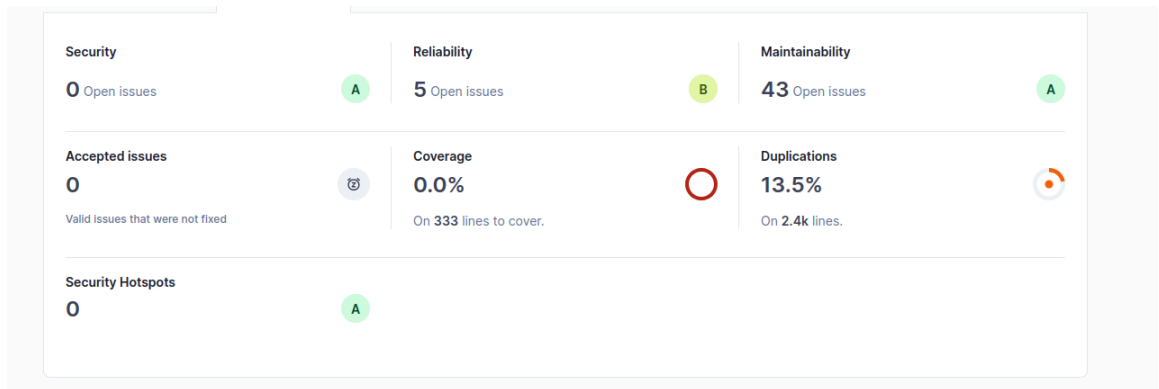 Security
0 Open issues
A
Reliability
5 Open issues
B
Maintainability
43 Open issues
A
Accepted issues
0
Valid issues that were not fixed
Coverage
0.0%
On 333 lines to cover.
Duplications
13.5%
On 2.4k lines.
Security Hotspots
0
A